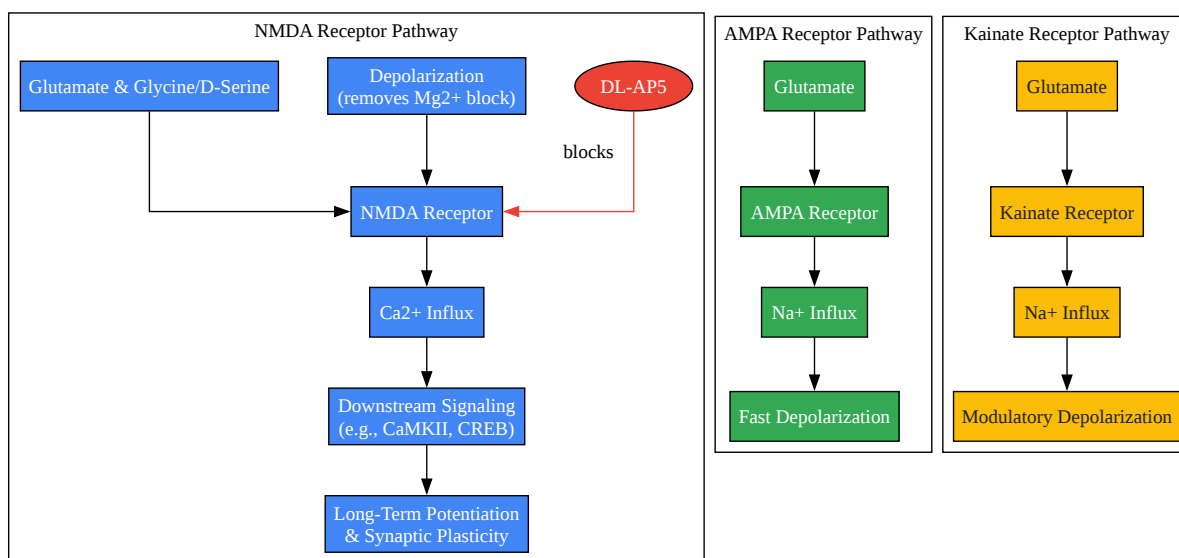 NMDA Receptor Pathway
Glutamate & Glycine/D-Serine
Depolarization
(removes Mg2+ block)
DL-AP5
blocks
NMDA Receptor
Ca2+ Influx
Downstream Signaling
(e.g., CaMKII, CREB)
Long-Term Potentiation
& Synaptic Plasticity
AMPA Receptor Pathway
Glutamate
AMPA Receptor
Na+ Influx
Fast Depolarization
Kainate Receptor Pathway
Glutamate
Kainate Receptor
Na+ Influx
Modulatory Depolarization